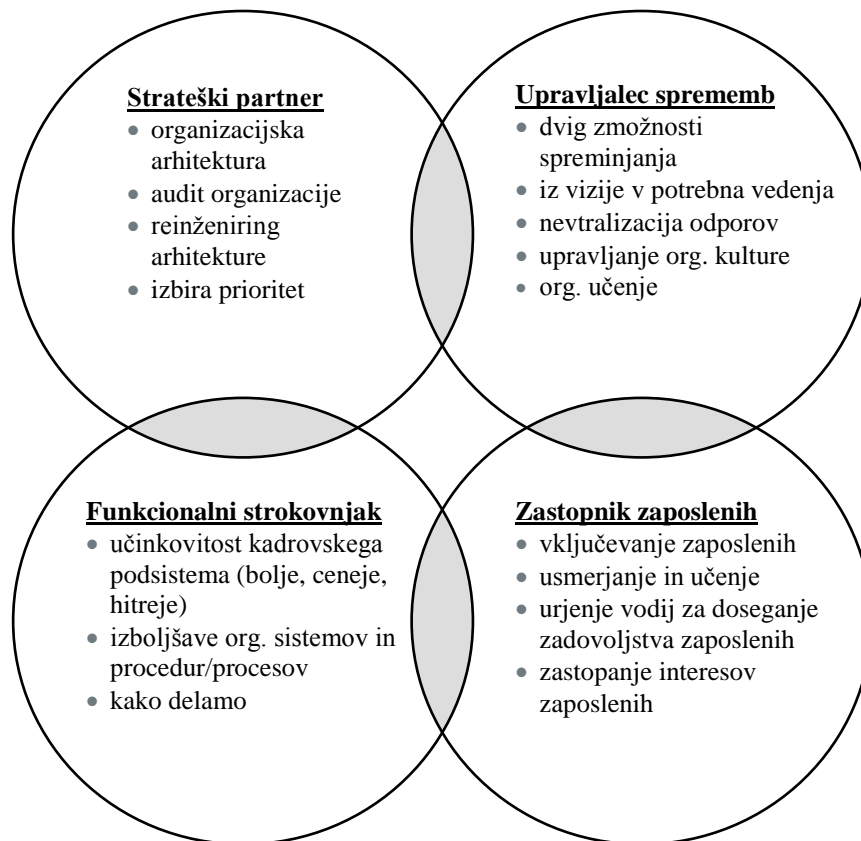 Strateški partner
• organizacijska
arhitektura
• audit organizacije
• reinženiring
arhitekture
• izbira prioritet
Upravljalec sprememb
• dvig zmožnosti
spreminjanja
• iz vizije v potrebna vedenja
• nevtralizacija odporov
• upravljanje org. kulture
• org. učenje
Funkcionalni strokovnjak
• učinkovitost kadrovskega
podsistema (bolje, ceneje,
hitreje)
• izboljšave org. sistemov in
procedur/procesov
• kako delamo
Zastopnik zaposlenih
• vključevanje zaposlenih
• usmerjanje in učenje
• urjenje vodij za doseganje
zadovoljstva zaposlenih
• zastopanje interesov
zaposlenih